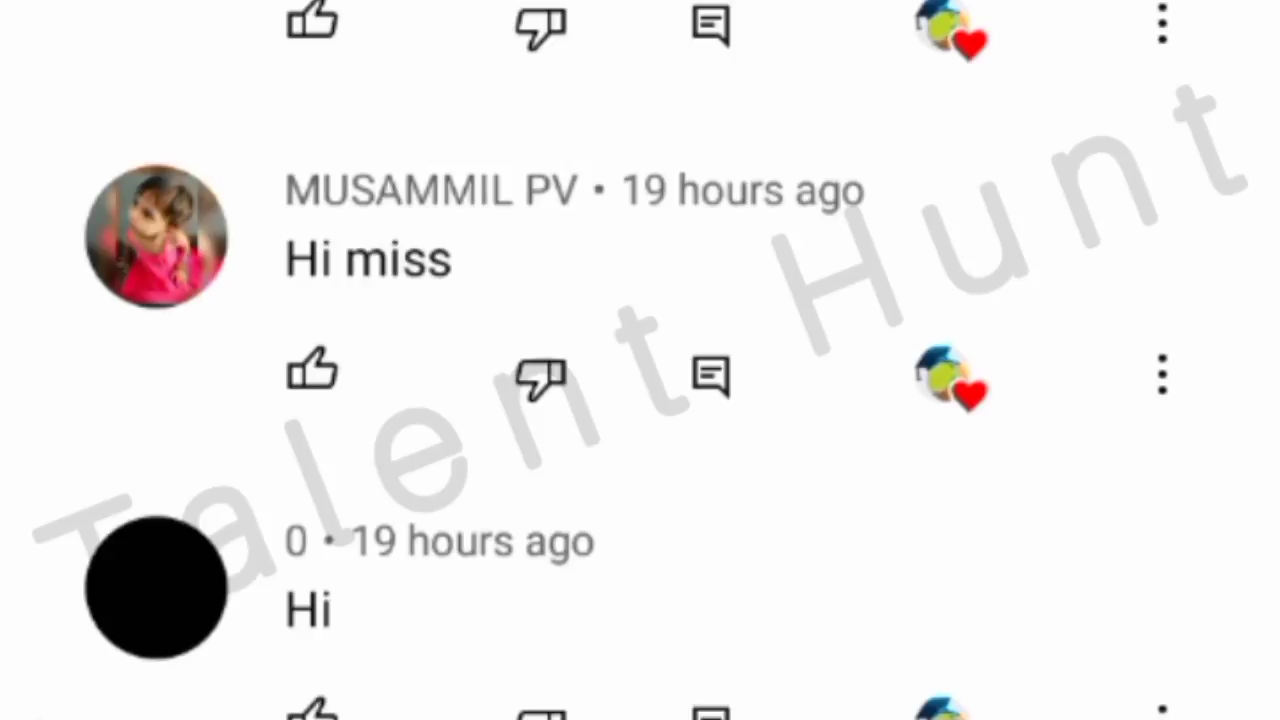 MUSAMMIL PV • 19 hours ago
Hi miss
Talent Hunt
0 • 19 hours ago
Hi